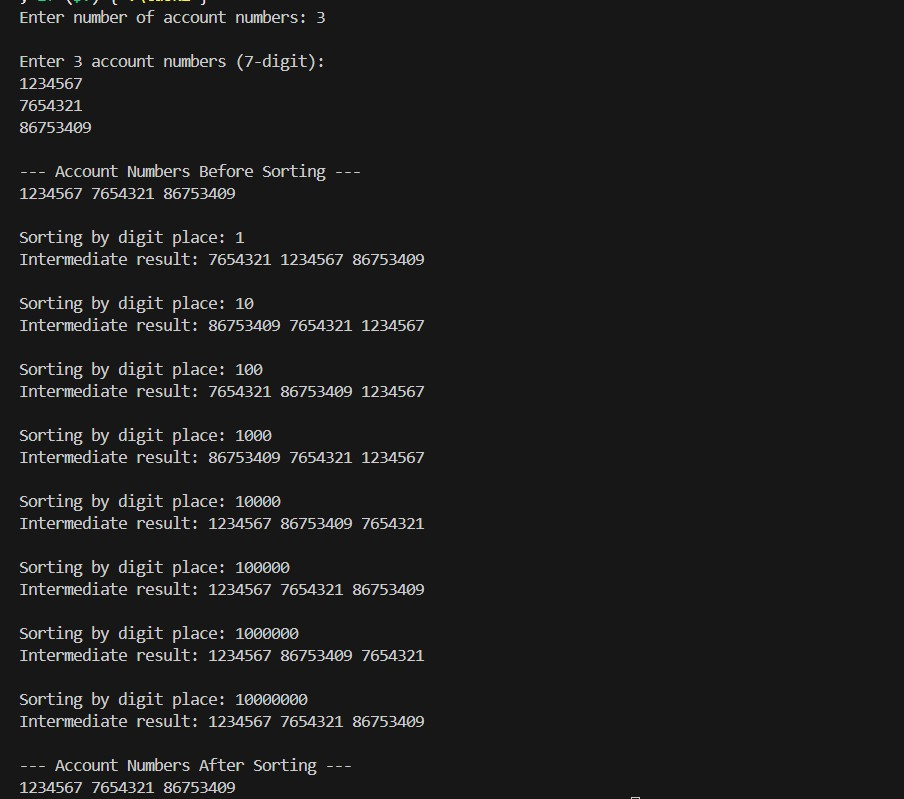 Enter number of account numbers: 3
Enter 3 account numbers (7-digit):
1234567
7654321
86753409
--- Account Numbers Before Sorting ---
1234567 7654321 86753409
Sorting by digit place: 1
Intermediate result: 7654321 1234567 86753409
Sorting by digit place: 10
Intermediate result: 86753409 7654321 1234567
Sorting by digit place: 100
Intermediate result: 7654321 86753409 1234567
Sorting by digit place: 1000
Intermediate result: 86753409 7654321 1234567
Sorting by digit place: 10000
Intermediate result: 1234567 86753409 7654321
Sorting by digit place: 100000
Intermediate result: 1234567 7654321 86753409
Sorting by digit place: 1000000
Intermediate result: 1234567 86753409 7654321
Sorting by digit place: 10000000
Intermediate result: 1234567 7654321 86753409
--- Account Numbers After Sorting ---
1234567 7654321 86753409